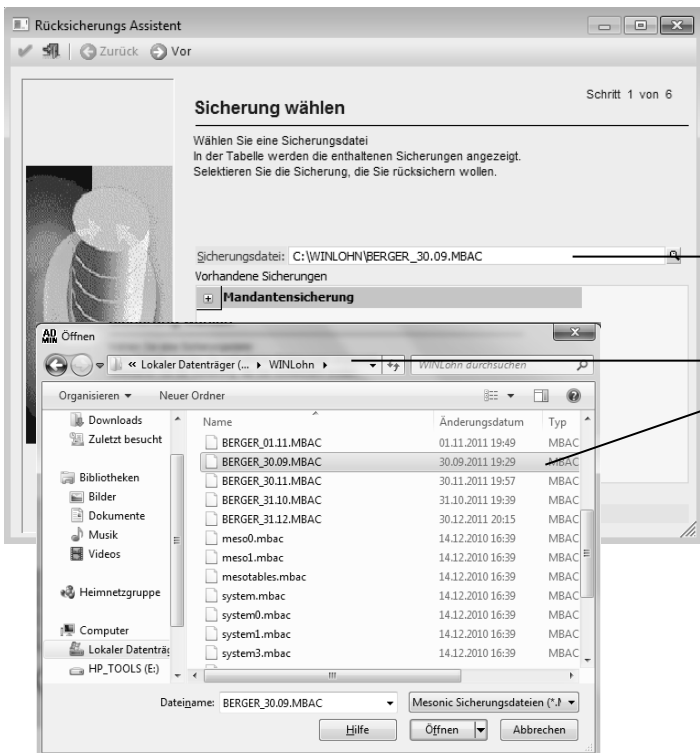 Rücksicherungs Assistent
Zurück Vor
Schritt 1 von 6
Sicherung wählen
Wählen Sie eine Sicherungsdatei
In der Tabelle werden die enthaltenen Sicherungen angezeigt.
Selektieren Sie die Sicherung, die Sie rücksichern wollen.
Sicherungsdatei: C:\WINLOHN\BERGER_30.09.MBAC
Vorhandene Sicherungen
Mandantensicherung
AD MIN Öffnen
« Lokaler Datenträger (... ▸ WINLohn ▸ WINLohn durchsuchen
Organisieren Neuer Ordner
Downloads
Zuletzt besucht
Bibliotheken
Bilder
Dokumente
Musik
Videos
Heimnetzgruppe
Computer
Lokaler Datenträg
HP_TOOLS (E:)
Name Änderungsdatum Typ
BERGER_01.11.MBAC 01.11.2011 19:49 MBAC
BERGER_30.09.MBAC 30.09.2011 19:29 MBAC
BERGER_30.11.MBAC 30.11.2011 19:57 MBAC
BERGER_31.10.MBAC 31.10.2011 19:39 MBAC
BERGER_31.12.MBAC 30.12.2011 20:15 MBAC
meso0.mbac 14.12.2010 16:39 MBAC
meso1.mbac 14.12.2010 16:39 MBAC
mesotables.mbac 14.12.2010 16:39 MBAC
system.mbac 14.12.2010 16:39 MBAC
system0.mbac 14.12.2010 16:39 MBAC
system1.mbac 14.12.2010 16:39 MBAC
system3.mbac 14.12.2010 16:39 MBAC
Dateiname: BERGER_30.09.MBAC Mesonic Sicherungsdateien (*.M
Hilfe Öffnen Abbrechen